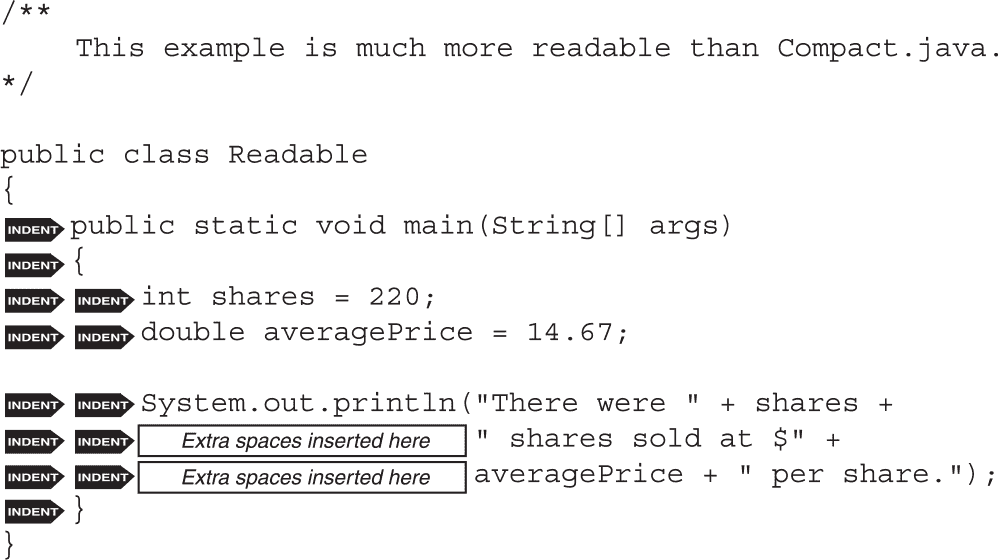 /**
This example is much more readable than Compact.java.
*/
public class Readable
{
INDENT public static void main(String[] args)
INDENT {
INDENT INDENT int shares = 220;
INDENT INDENT double averagePrice = 14.67;
INDENT INDENT System.out.println("There were " + shares +
INDENT INDENT Extra spaces inserted here " shares sold at $" +
INDENT INDENT Extra spaces inserted here averagePrice + " per share.");
INDENT }
}